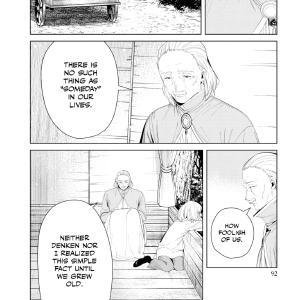 THERE IS
NO SUCH
THING AS
"SOMEDAY"
IN OUR
LIVES.
HOW
FOOLISH
OF US.
NEITHER
DENKEN NOR
I REALIZED
THIS SIMPLE
FACT UNTIL
WE GREW
OLD.
92